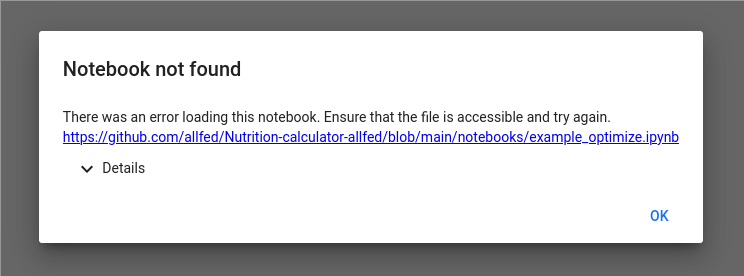 Notebook not found
There was an error loading this notebook. Ensure that the file is accessible and try again.
https://github.com/allfed/Nutrition-calculator-allfed/blob/main/notebooks/example_optimize.ipynb
Details
OK